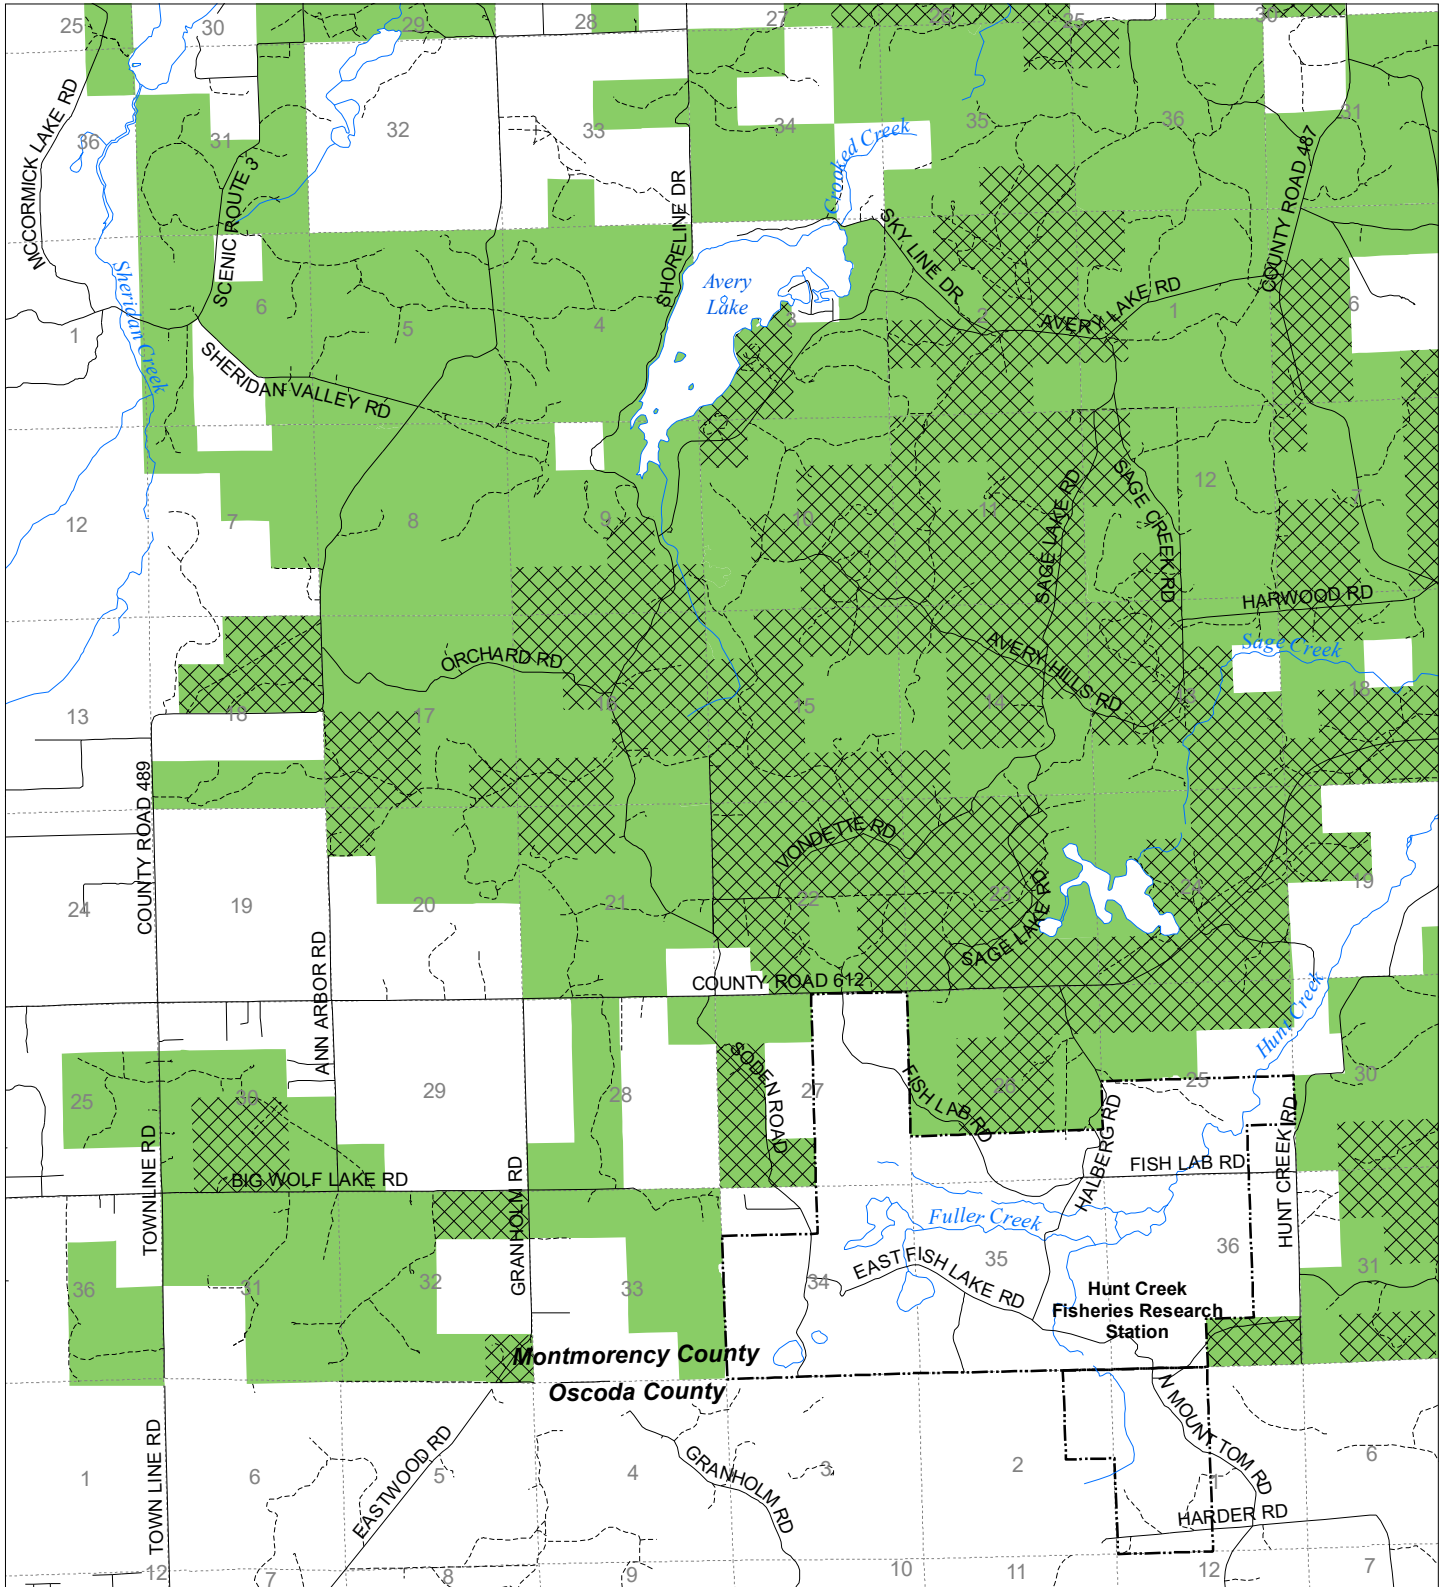 25
30
29
28
27
26
25
30
MCCORMICK LAKE RD
36
31
32
33
34
35
36
31
Crooked Creek
COUNTY ROAD 487
SCENIC ROUTE 3
SHORELINE DR
SKY LINE DR
Sheridan Creek
Avery
Lake
AVERY LAKE RD
1
6
5
4
3
2
1
6
SHERIDAN VALLEY RD
12
7
8
9
10
11
12
7
SAGE LAKE RD
SAGE CREEK RD
HARWOOD RD
Sage Creek
ORCHARD RD
AVERY HILLS RD
13
18
17
16
15
14
13
18
COUNTY ROAD 489
VONDETTE RD
24
19
20
21
22
23
24
19
SAGE LAKE RD
ANN ARBOR RD
COUNTY ROAD 612
Hunt Creek
SODEN ROAD
FISH LAB RD
25
30
29
28
27
26
25
30
HALBERG RD
HUNT CREEK RD
TOWNLINE RD
BIG WOLF LAKE RD
GRANHOLM RD
FISH LAB RD
Fuller Creek
36
31
32
33
34
35
36
31
EAST FISH LAKE RD
Hunt Creek
Fisheries Research
Station
Montmorency County
Oscoda County
N MOUNT TOM RD
TOWN LINE RD
EASTWOOD RD
GRANHOLM RD
1
6
5
4
3
2
1
6
HARDER RD
12
7
8
9
10
11
12
7